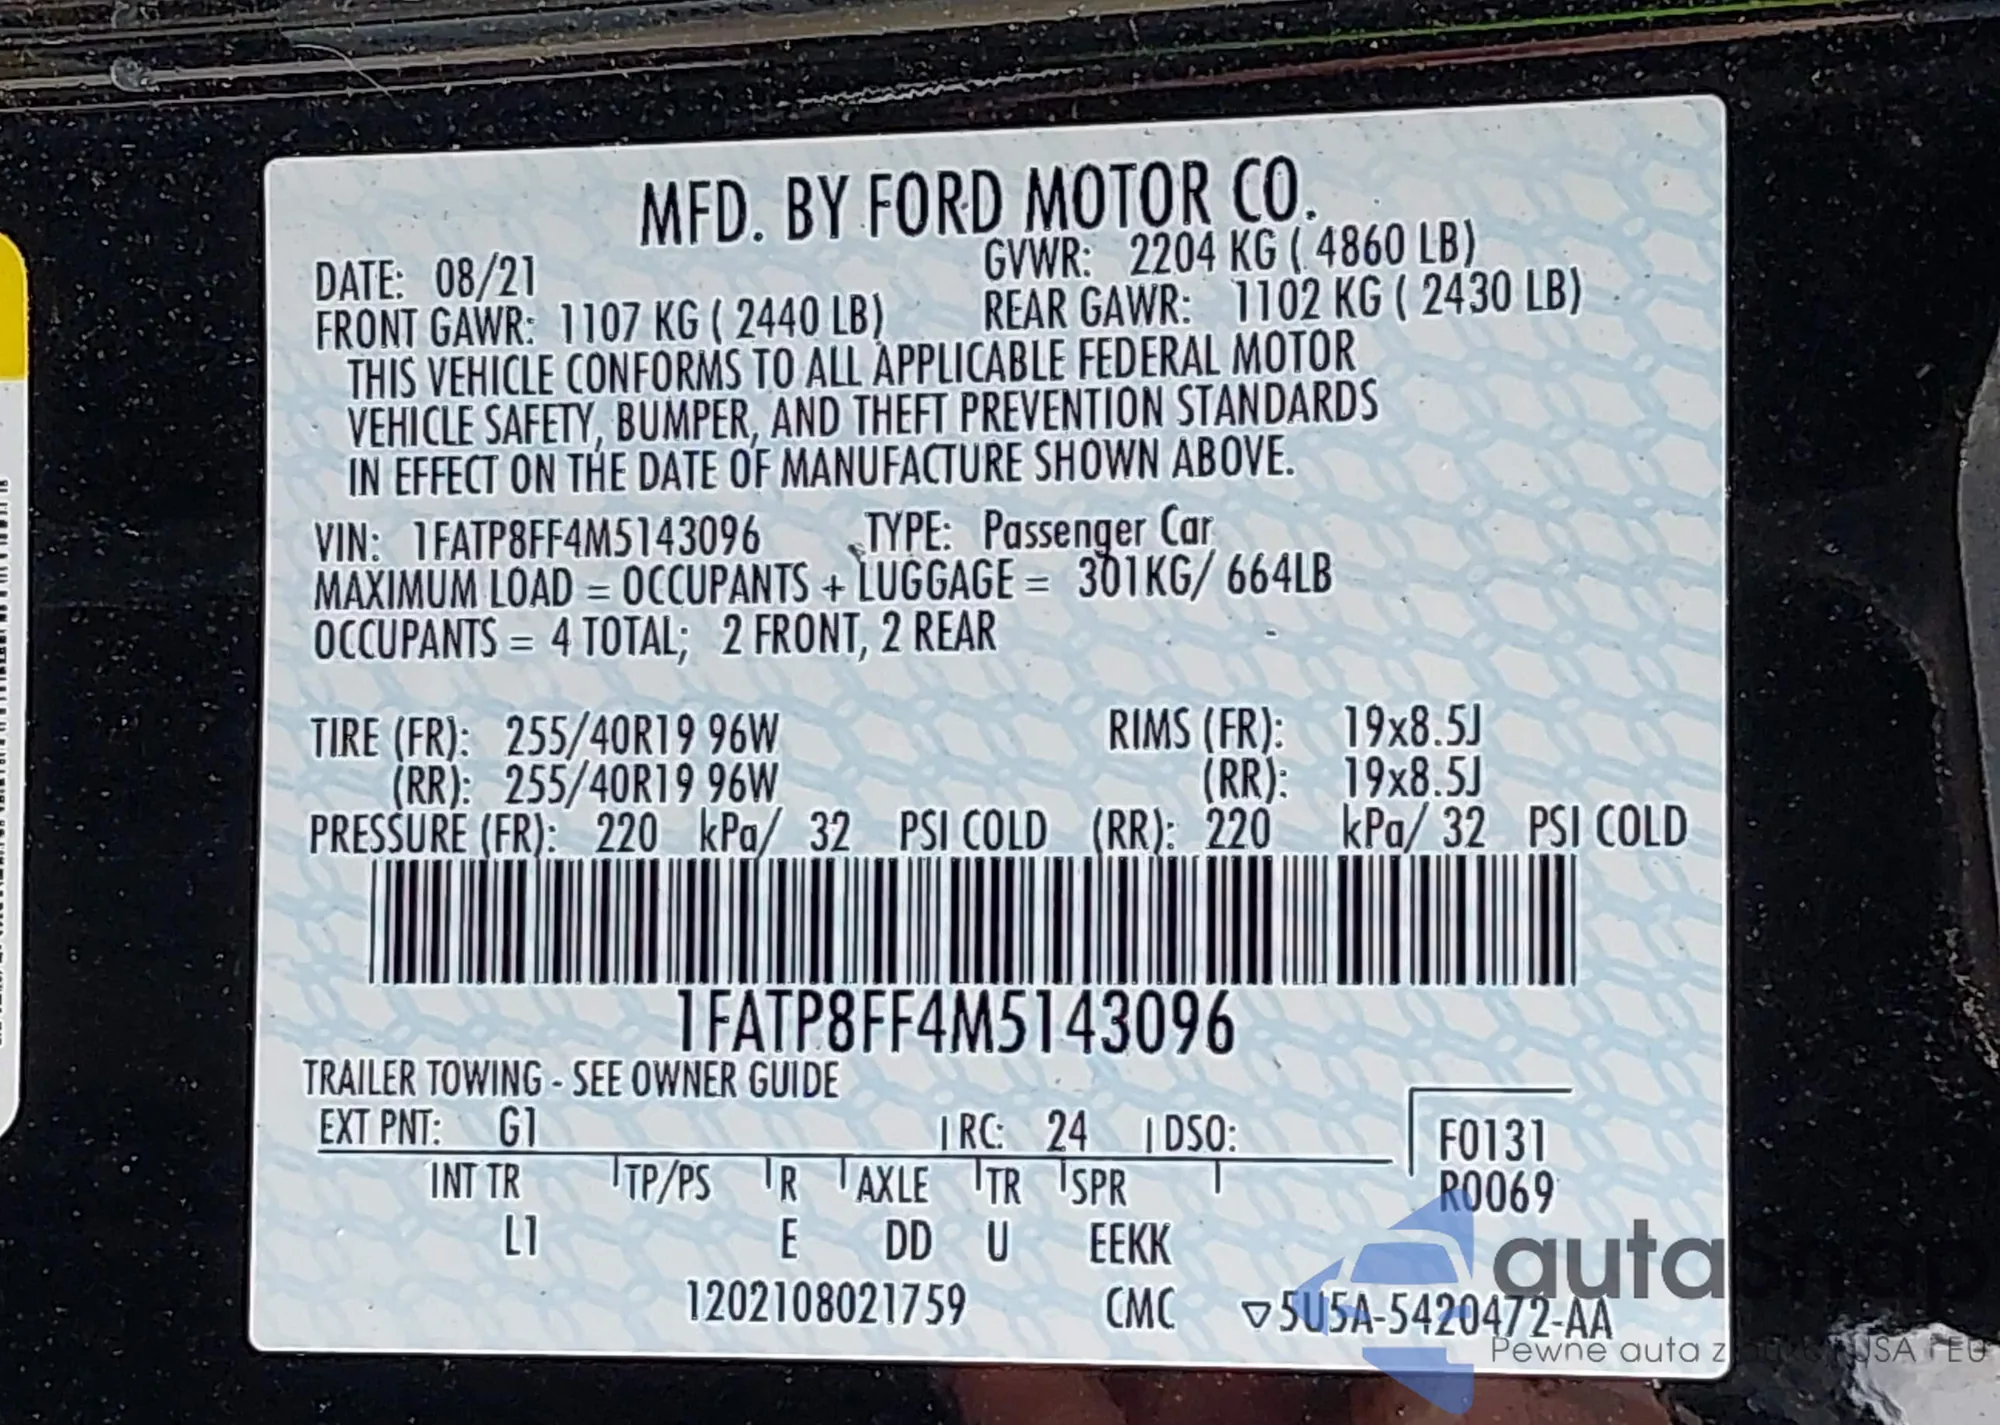 MFD. BY FORD MOTOR CO.
DATE: 08/21 GVWR: 2204 KG ( 4860 LB)
FRONT GAWR: 1107 KG ( 2440 LB) REAR GAWR: 1102 KG ( 2430 LB)
THIS VEHICLE CONFORMS TO ALL APPLICABLE FEDERAL MOTOR
VEHICLE SAFETY, BUMPER, AND THEFT PREVENTION STANDARDS
IN EFFECT ON THE DATE OF MANUFACTURE SHOWN ABOVE.
VIN: 1FATP8FF4M5143096 TYPE: Passenger Car
MAXIMUM LOAD = OCCUPANTS + LUGGAGE = 301KG/ 664LB
OCCUPANTS = 4 TOTAL; 2 FRONT, 2 REAR
TIRE (FR): 255/40R19 96W RIMS (FR): 19x8.5J
(RR): 255/40R19 96W (RR): 19x8.5J
PRESSURE (FR): 220 kPa/ 32 PSI COLD (RR): 220 kPa/ 32 PSI COLD
1FATP8FF4M5143096
TRAILER TOWING - SEE OWNER GUIDE
EXT PNT: G1 RC: 24 DSO: F0131
INT TR TP/PS R AXLE TR SPR R0069
L1 E DD U EEKK
1202108021759 CMC 5U5A-5420472-AA
autasnap
Pewne auta z USA i EU